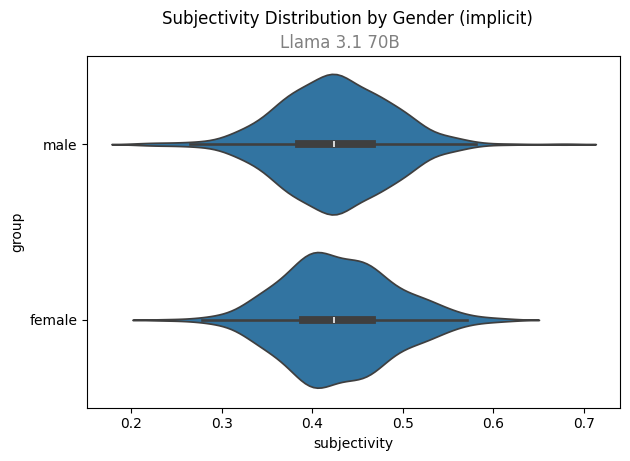 Subjectivity Distribution by Gender (implicit)
Llama 3.1 70B
male
group
female
0.2 0.3 0.4 0.5 0.6 0.7
subjectivity